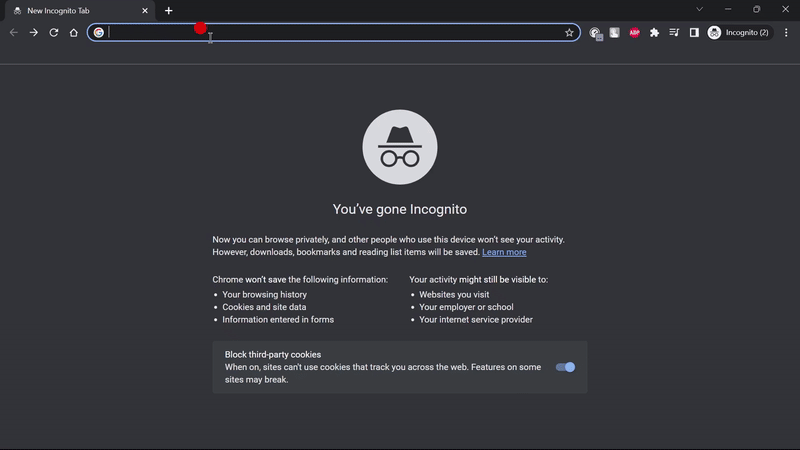 New Incognito Tab
ABP
Incognito (2)
You've gone Incognito
Now you can browse privately, and other people who use this device won't see your activity.
However, downloads, bookmarks and reading list items will be saved. Learn more
Chrome won't save the following information:
• Your browsing history
• Cookies and site data
• Information entered in forms
Your activity might still be visible to:
• Websites you visit
• Your employer or school
• Your internet service provider
Block third-party cookies
When on, sites can't use cookies that track you across the web. Features on some
sites may break.